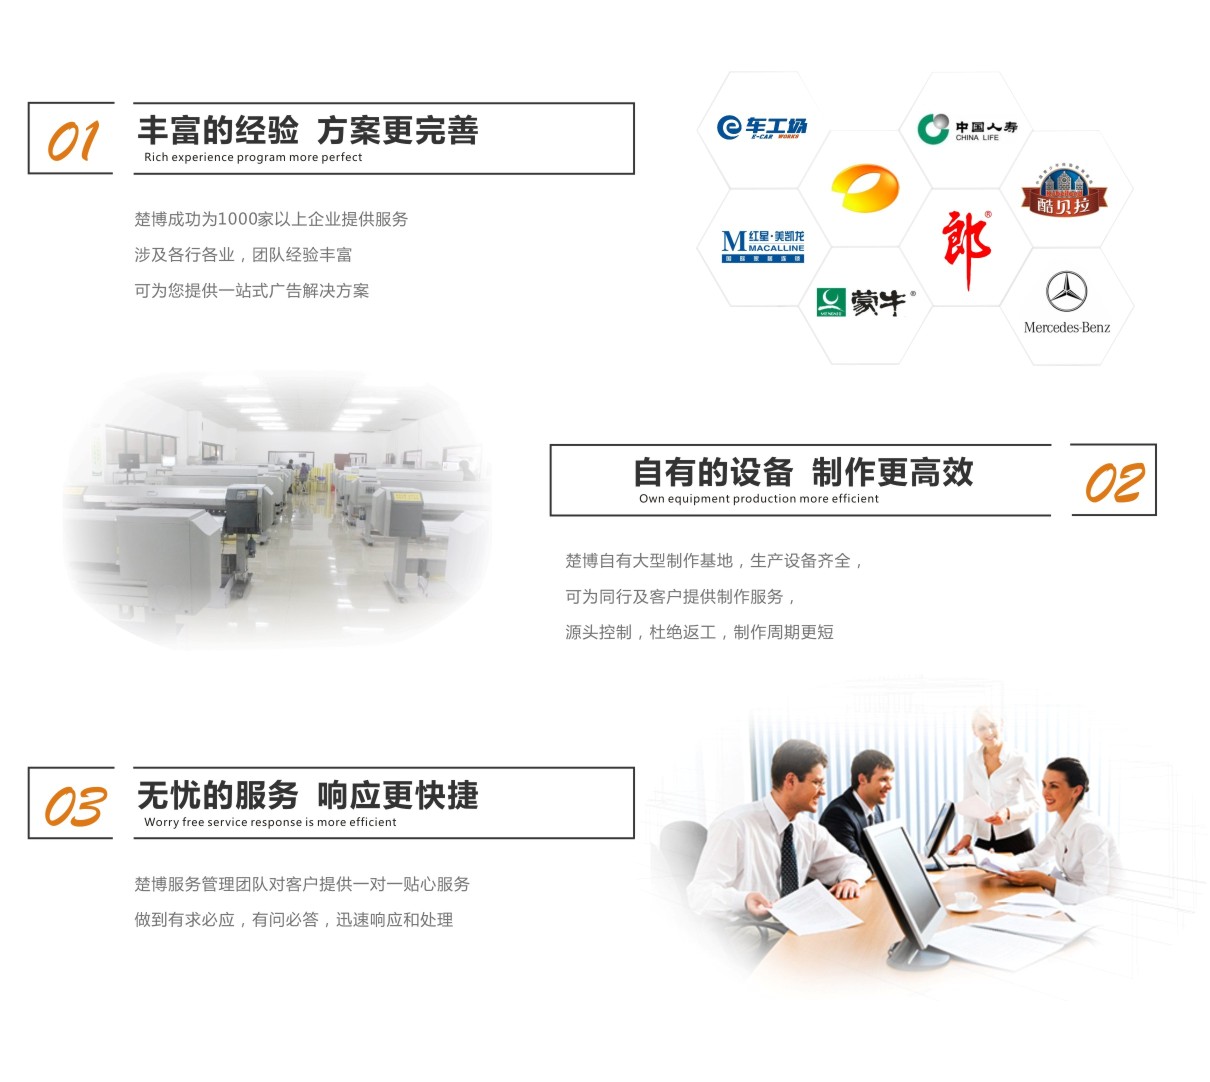 01
丰富的经验 方案更完善
Rich experience program more perfect
楚博成功为1000家以上企业提供服务
涉及各行各业，团队经验丰富
可为您提供一站式广告解决方案
e车工场
E-CAR WORKS
中国人寿
CHINA LIFE
酷贝拉
M 红星·美凯龙
MACALLINE
国际家居连锁
郎®
MENGNIU
蒙牛®
Mercedes-Benz
自有的设备 制作更高效
Own equipment production more efficient
02
楚博自有大型制作基地，生产设备齐全，
可为同行及客户提供制作服务，
源头控制，杜绝返工，制作周期更短
03
无忧的服务 响应更快捷
Worry free service response is more efficient
楚博服务管理团队对客户提供一对一贴心服务
做到有求必应，有问必答，迅速响应和处理